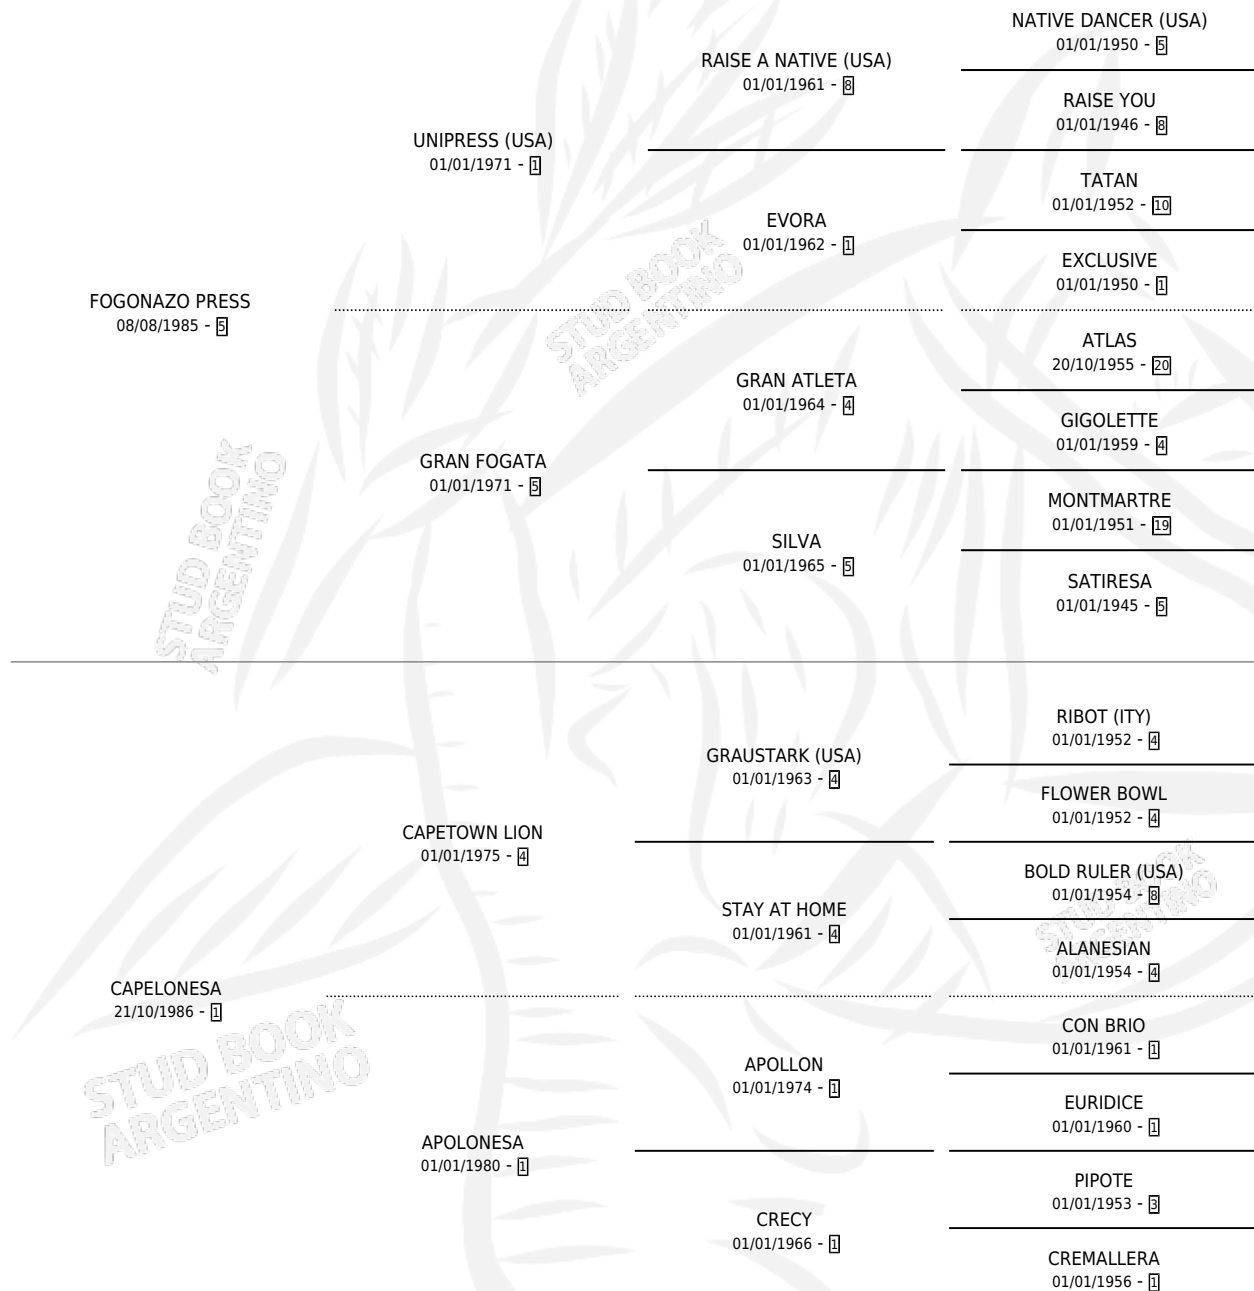 NATIVE DANCER (USA)
01/01/1950 - 5
RAISE A NATIVE (USA)
01/01/1961 - 8
RAISE YOU
01/01/1946 - 8
UNIPRESS (USA)
01/01/1971 - 1
TATAN
01/01/1952 - 10
EVORA
01/01/1962 - 1
EXCLUSIVE
01/01/1950 - 1
FOGONAZO PRESS
08/08/1985 - 5
ATLAS
20/10/1955 - 20
GRAN ATLETA
01/01/1964 - 4
GIGOLETTE
01/01/1959 - 4
GRAN FOGATA
01/01/1971 - 5
MONTMARTRE
01/01/1951 - 19
SILVA
01/01/1965 - 5
SATIRESA
01/01/1945 - 5
RIBOT (ITY)
01/01/1952 - 4
GRAUSTARK (USA)
01/01/1963 - 4
FLOWER BOWL
01/01/1952 - 4
CAPETOWN LION
01/01/1975 - 4
BOLD RULER (USA)
01/01/1954 - 8
STAY AT HOME
01/01/1961 - 4
ALANESIAN
01/01/1954 - 4
CAPELONESA
21/10/1986 - 1
CON BRIO
01/01/1961 - 1
APOLLON
01/01/1974 - 1
EURIDICE
01/01/1960 - 1
APOLONESA
01/01/1980 - 1
PIPOTE
01/01/1953 - 3
CRECY
01/01/1966 - 1
CREMALLERA
01/01/1956 - 1
STUD BOOK
ARGENTINO
STUD BOOK
ARGENTINO
STUD BOOK
ARGENTINO
STUD BOOK
ARGENTINO